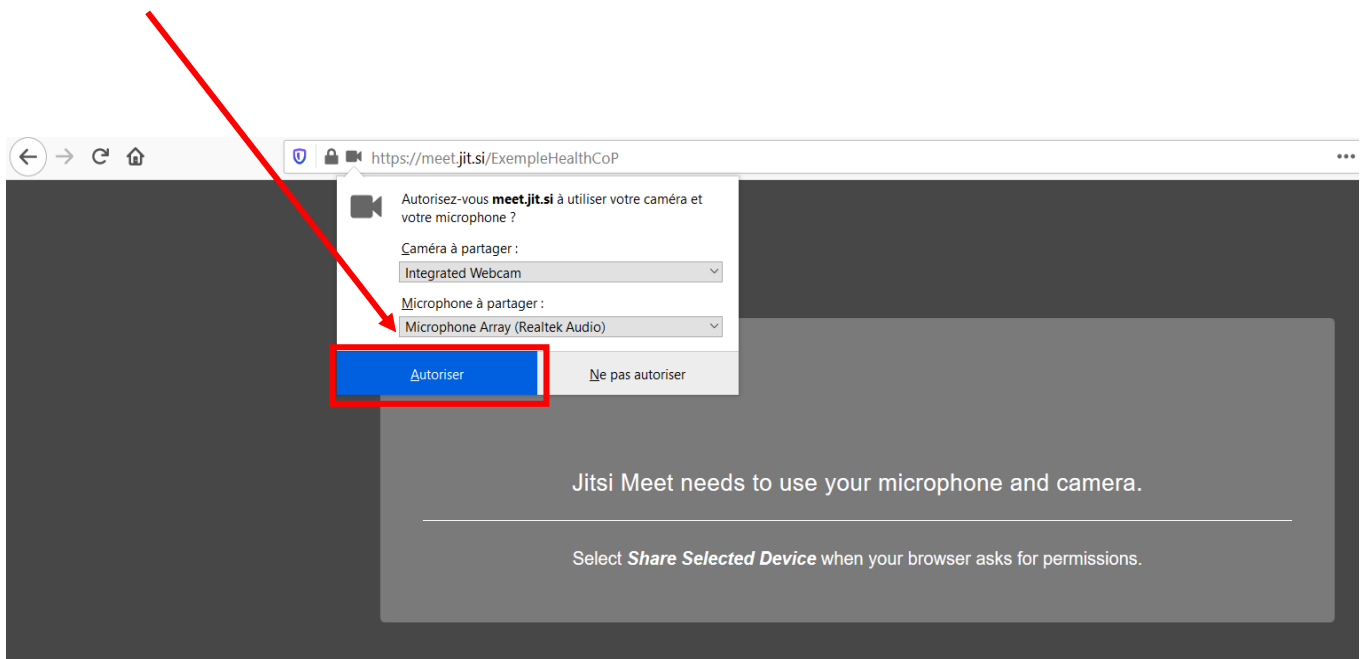 https://meet.jit.si/ExempleHealthCoP
Autorisez-vous meet.jit.si à utiliser votre caméra et
votre microphone ?
Caméra à partager :
Integrated Webcam
Microphone à partager :
Microphone Array (Realtek Audio)
Autoriser
Ne pas autoriser
Jitsi Meet needs to use your microphone and camera.
Select Share Selected Device when your browser asks for permissions.